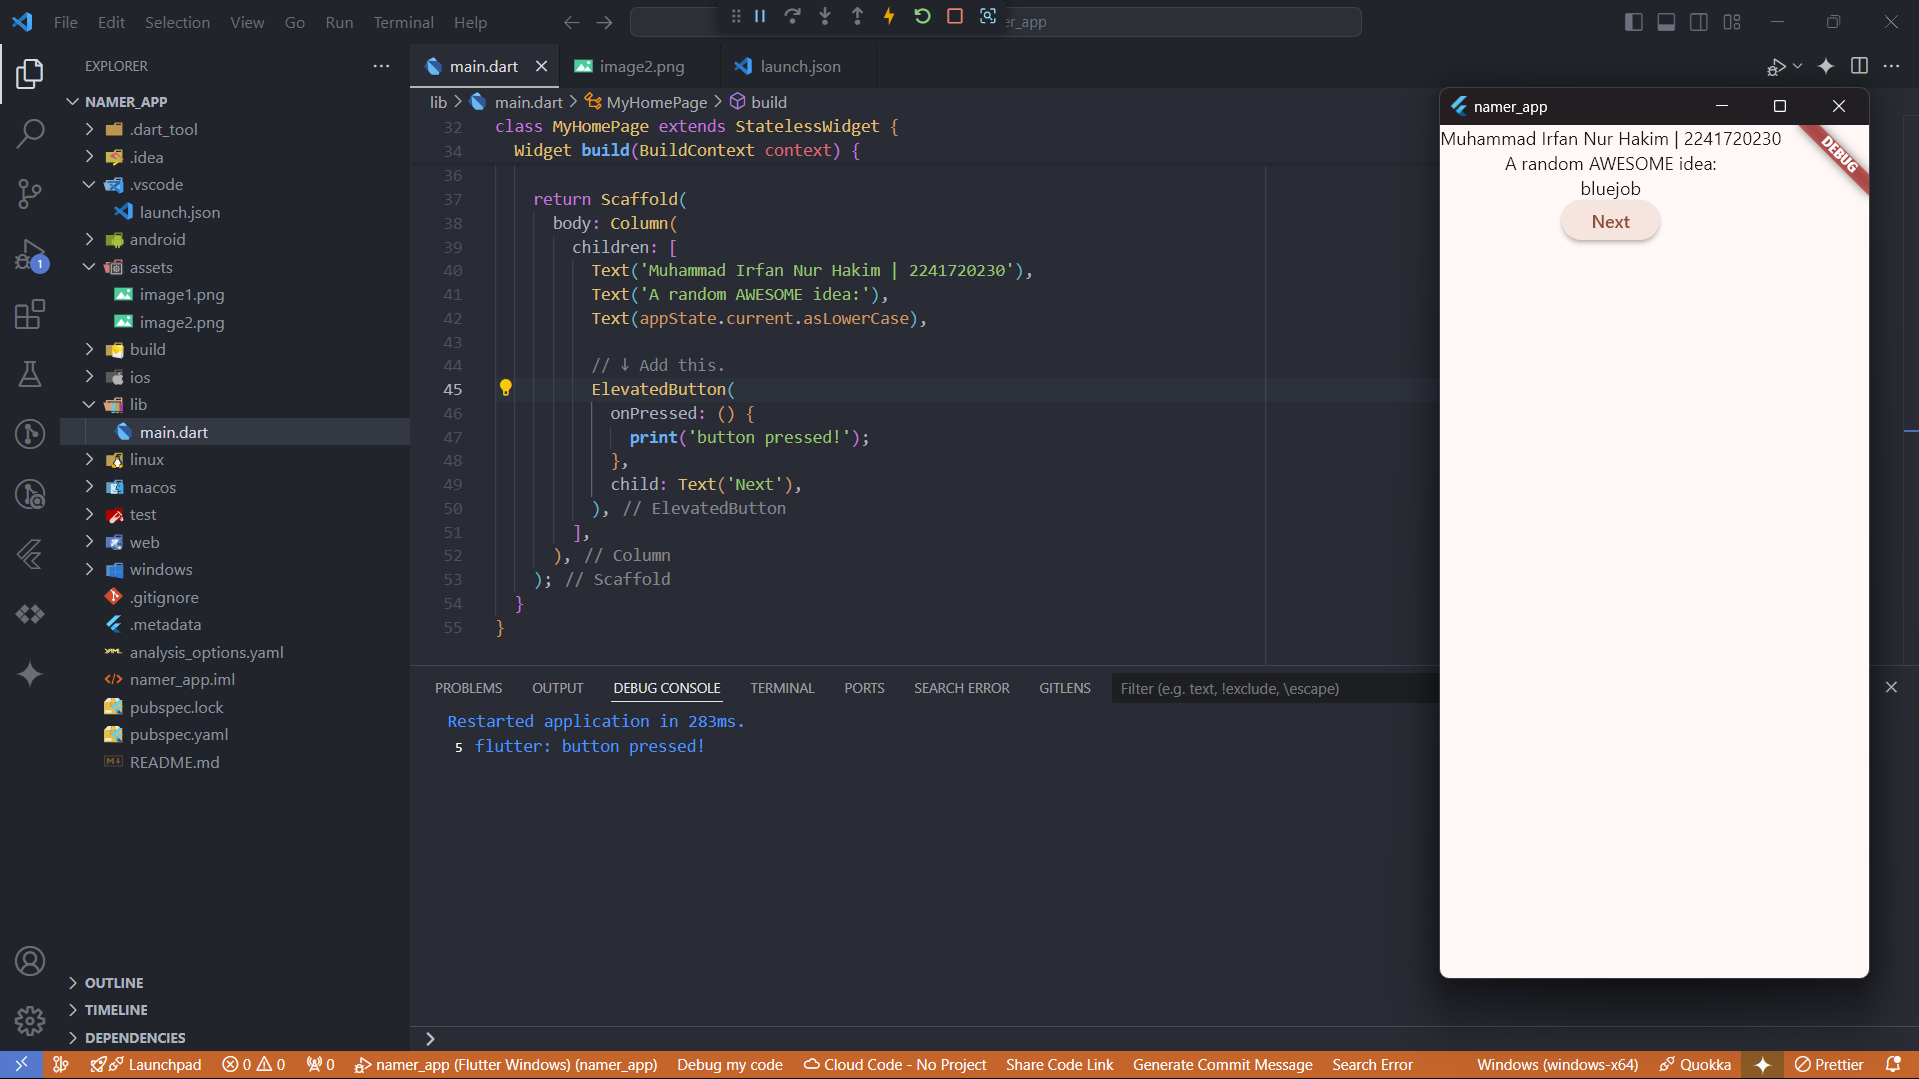 File Edit Selection View Go Run Terminal Help
er_app
EXPLORER
NAMER_APP
.dart_tool
.idea
.vscode
launch.json
android
assets
image1.png
image2.png
build
ios
lib
main.dart
linux
macos
test
web
windows
.gitignore
.metadata
analysis_options.yaml
namer_app.iml
pubspec.lock
pubspec.yaml
README.md
OUTLINE
TIMELINE
DEPENDENCIES
1
main.dart image2.png launch.json
lib > main.dart > MyHomePage > build
32 class MyHomePage extends StatelessWidget {
34 Widget build(BuildContext context) {
36
37 return Scaffold(
38 body: Column(
39 children: [
40 Text('Muhammad Irfan Nur Hakim | 2241720230'),
41 Text('A random AWESOME idea:'),
42 Text(appState.current.asLowerCase),
43
44 // ↓ Add this.
45 ElevatedButton(
46 onPressed: () {
47 print('button pressed!');
48 },
49 child: Text('Next'),
50 ), // ElevatedButton
51 ],
52 ), // Column
53 ); // Scaffold
54 }
55 }
PROBLEMS OUTPUT DEBUG CONSOLE TERMINAL PORTS SEARCH ERROR GITLENS Filter (e.g. text, !exclude, \escape)
Restarted application in 283ms.
5 flutter: button pressed!
namer_app
Muhammad Irfan Nur Hakim | 2241720230
DEBUG
A random AWESOME idea:
bluejob
Next
Launchpad 0 0 0 namer_app (Flutter Windows) (namer_app) Debug my code Cloud Code - No Project Share Code Link Generate Commit Message Search Error Windows (windows-x64) Quokka Prettier